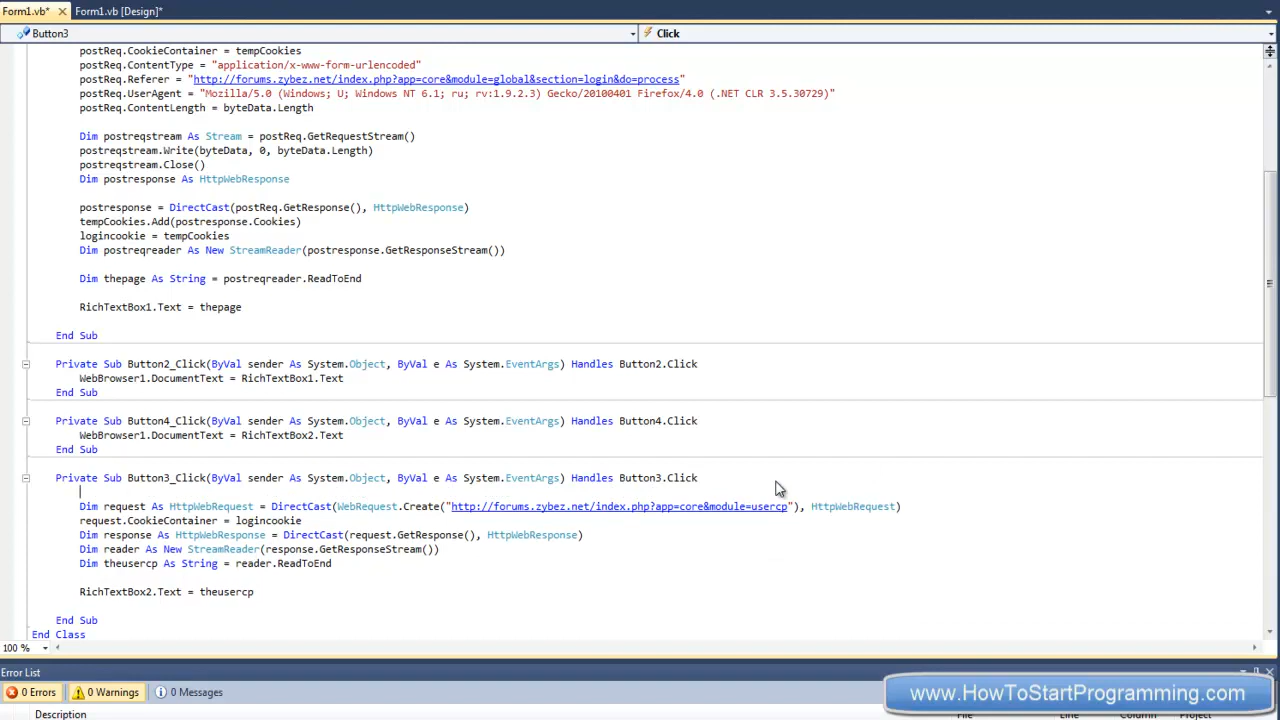 Form1.vb*
Form1.vb [Design]*
Button3
Click
postReq.CookieContainer = tempCookies
postReq.ContentType = "application/x-www-form-urlencoded"
postReq.Referer = "http://forums.zybez.net/index.php?app=core&module=global&section=login&do=process"
postReq.UserAgent = "Mozilla/5.0 (Windows; U; Windows NT 6.1; ru; rv:1.9.2.3) Gecko/20100401 Firefox/4.0 (.NET CLR 3.5.30729)"
postReq.ContentLength = byteData.Length
Dim postreqstream As Stream = postReq.GetRequestStream()
postreqstream.Write(byteData, 0, byteData.Length)
postreqstream.Close()
Dim postresponse As HttpWebResponse
postresponse = DirectCast(postReq.GetResponse(), HttpWebResponse)
tempCookies.Add(postresponse.Cookies)
logincookie = tempCookies
Dim postreqreader As New StreamReader(postresponse.GetResponseStream())
Dim thepage As String = postreqreader.ReadToEnd
RichTextBox1.Text = thepage
End Sub
Private Sub Button2_Click(ByVal sender As System.Object, ByVal e As System.EventArgs) Handles Button2.Click
WebBrowser1.DocumentText = RichTextBox1.Text
End Sub
Private Sub Button4_Click(ByVal sender As System.Object, ByVal e As System.EventArgs) Handles Button4.Click
WebBrowser1.DocumentText = RichTextBox2.Text
End Sub
Private Sub Button3_Click(ByVal sender As System.Object, ByVal e As System.EventArgs) Handles Button3.Click
Dim request As HttpWebRequest = DirectCast(WebRequest.Create("http://forums.zybez.net/index.php?app=core&module=usercp"), HttpWebRequest)
request.CookieContainer = logincookie
Dim response As HttpWebResponse = DirectCast(request.GetResponse(), HttpWebResponse)
Dim reader As New StreamReader(response.GetResponseStream())
Dim theusercp As String = reader.ReadToEnd
RichTextBox2.Text = theusercp
End Sub
End Class
100 %
Error List
0 Errors
0 Warnings
0 Messages
www.HowToStartProgramming.com
Description